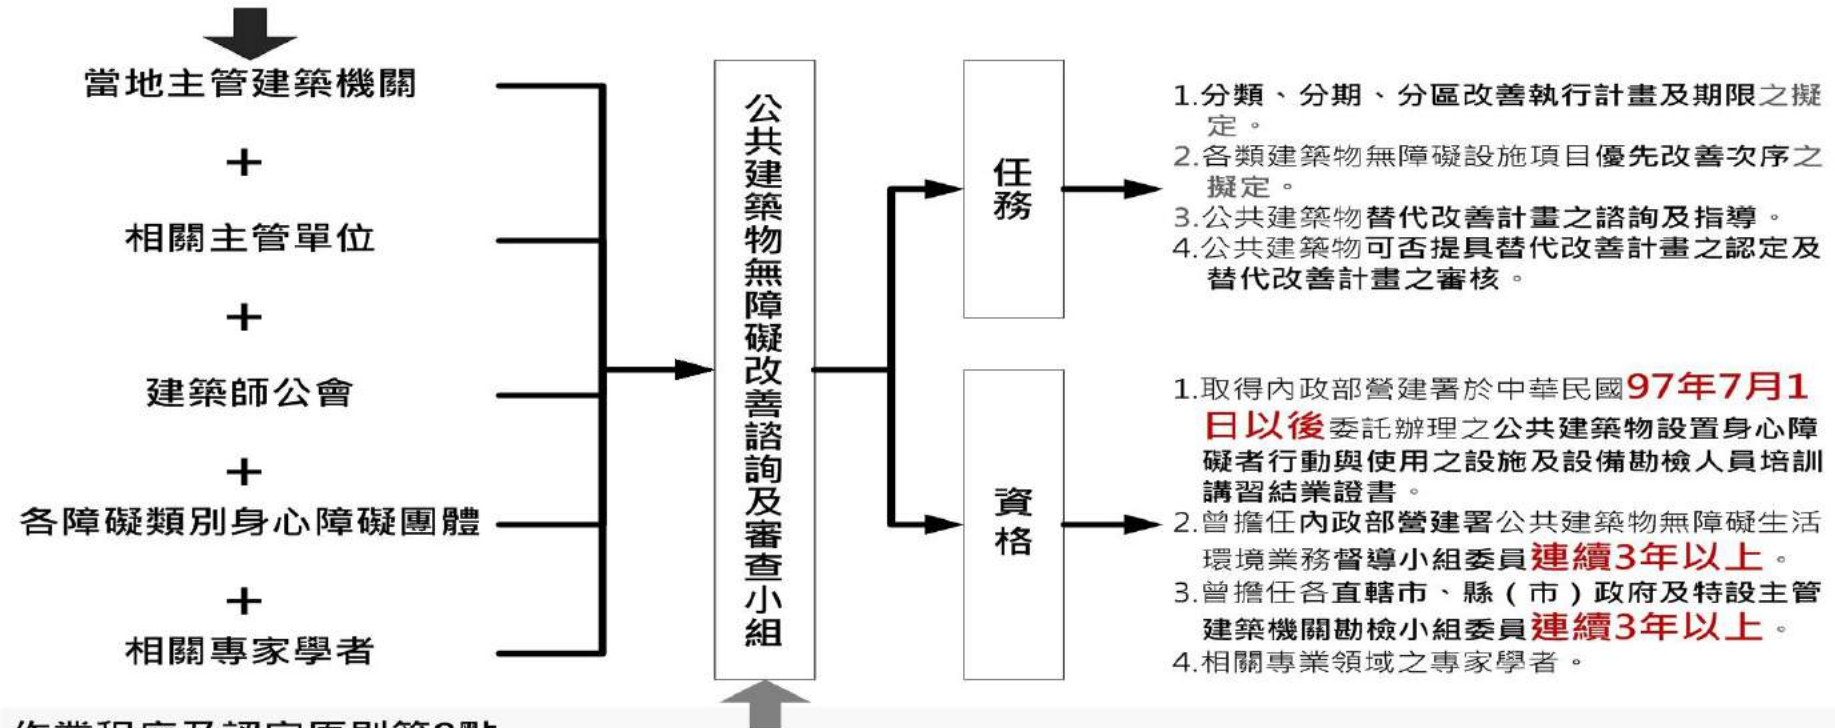 當地主管建築機關
+
相關主管單位
+
建築師公會
+
各障礙類別身心障礙團體
+
相關專家學者
公共建築物無障礙改善諮詢及審查小組
任務
1.分類、分期、分區改善執行計畫及期限之擬
定。
2.各類建築物無障礙設施項目優先改善次序之
擬定。
3.公共建築物替代改善計畫之諮詢及指導。
4.公共建築物可否提具替代改善計畫之認定及
替代改善計畫之審核。
資格
1.取得內政部營建署於中華民國97年7月1
日以後委託辦理之公共建築物設置身心障
礙者行動與使用之設施及設備勘檢人員培訓
講習結業證書。
2.曾擔任內政部營建署公共建築物無障礙生活
環境業務督導小組委員連續3年以上。
3.曾擔任各直轄市、縣(市)政府及特設主管
建築機關勘檢小組委員連續3年以上。
4.相關專業領域之專家學者。